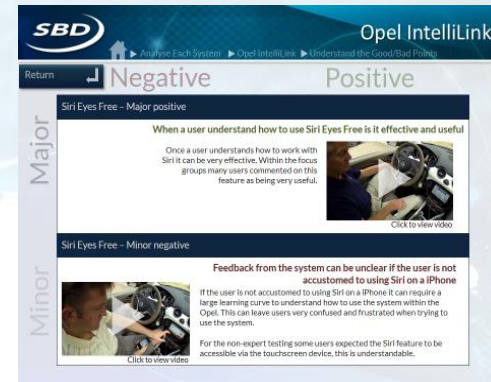 SBD
Opel IntelliLink
Analyse Each System ▶ Opel IntelliLink ▶ Understand the Good/Bad Points
Return
Negative
Positive
Major
Siri Eyes Free – Major positive
When a user understand how to use Siri Eyes Free is it effective and useful
Once a user understands how to work with
Siri it can be very effective. Within the focus
groups many users commented on this
feature as being very useful.
Click to view video
Minor
Siri Eyes Free – Minor negative
Feedback from the system can be unclear if the user is not
accustomed to using Siri on a iPhone
If the user is not accustomed to using Siri on a iPhone it can require a
large learning curve to understand how to use the system within the
Opel. This can leave users very confused and frustrated when trying to
use the system.
For the non-expert testing some users expected the Siri feature to be
accessible via the touchscreen device, this is understandable.
Click to view video